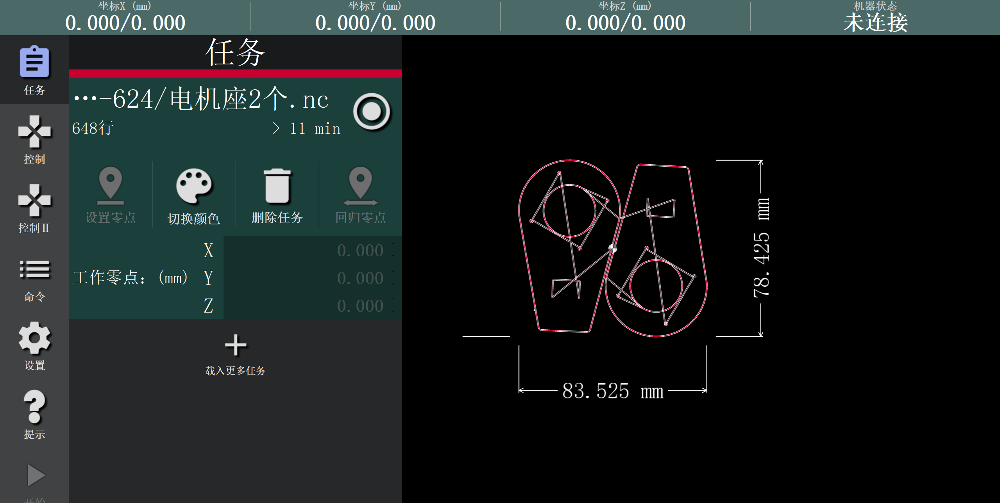 坐标X (mm)
0.000/0.000
坐标Y (mm)
0.000/0.000
坐标Z (mm)
0.000/0.000
机器状态
未连接
任务
控制
控制Ⅱ
命令
设置
提示
开始
任务
…-624/电机座2个.nc
648行
> 11 min
设置零点
切换颜色
删除任务
回归零点
工作零点: (mm)
X
0.000
Y
0.000
Z
0.000
载入更多任务
78.425 mm
83.525 mm